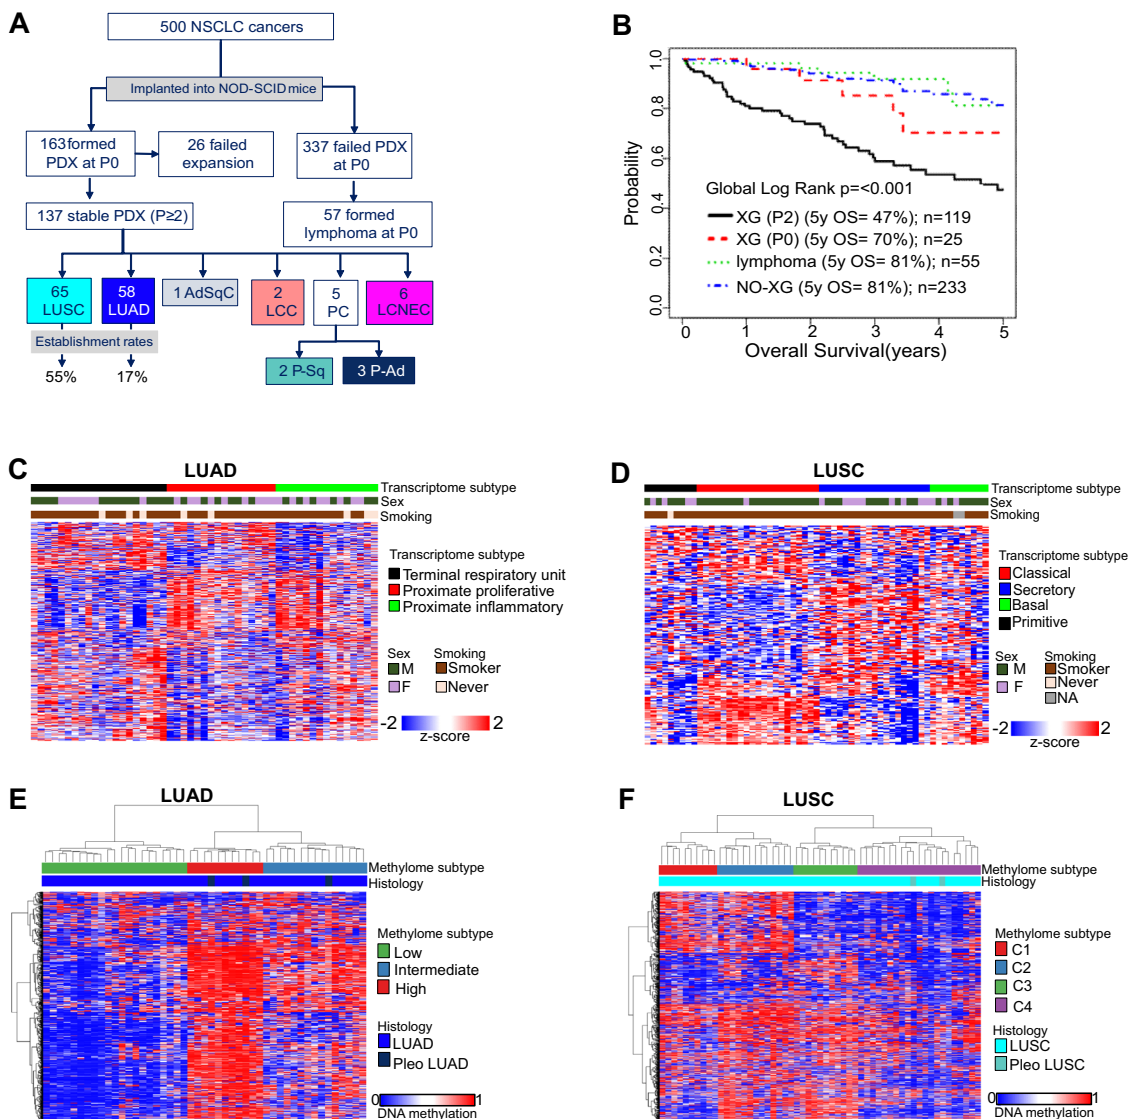 A
500 NSCLC cancers
Implanted into NOD-SCID mice
163 formed
PDX at P0
26 failed
expansion
337 failed PDX
at P0
137 stable PDX (P≥2)
57 formed
lymphoma at P0
65
LUSC
58
LUAD
1 AdSqC
2
LCC
5
PC
6
LCNEC
Establishment rates
55%
17%
2 P-Sq
3 P-Ad
B
Probability
1.0
0.8
0.6
0.4
0.2
0.0
Global Log Rank p=<0.001
XG (P2) (5y OS= 47%); n=119
XG (P0) (5y OS= 70%); n=25
lymphoma (5y OS= 81%); n=55
NO-XG (5y OS= 81%); n=233
0 1 2 3 4 5
Overall Survival(years)
C
LUAD
Transcriptome subtype
Sex
Smoking
Transcriptome subtype
Terminal respiratory unit
Proximate proliferative
Proximate inflammatory
Sex
M
F
Smoking
Smoker
Never
-2 2
z-score
D
LUSC
Transcriptome subtype
Sex
Smoking
Transcriptome subtype
Classical
Secretory
Basal
Primitive
Sex
M
F
Smoking
Smoker
Never
NA
-2 2
z-score
E
LUAD
Methylome subtype
Histology
Methylome subtype
Low
Intermediate
High
Histology
LUAD
Pleo LUAD
0 1
DNA methylation
F
LUSC
Methylome subtype
Histology
Methylome subtype
C1
C2
C3
C4
Histology
LUSC
Pleo LUSC
0 1
DNA methylation